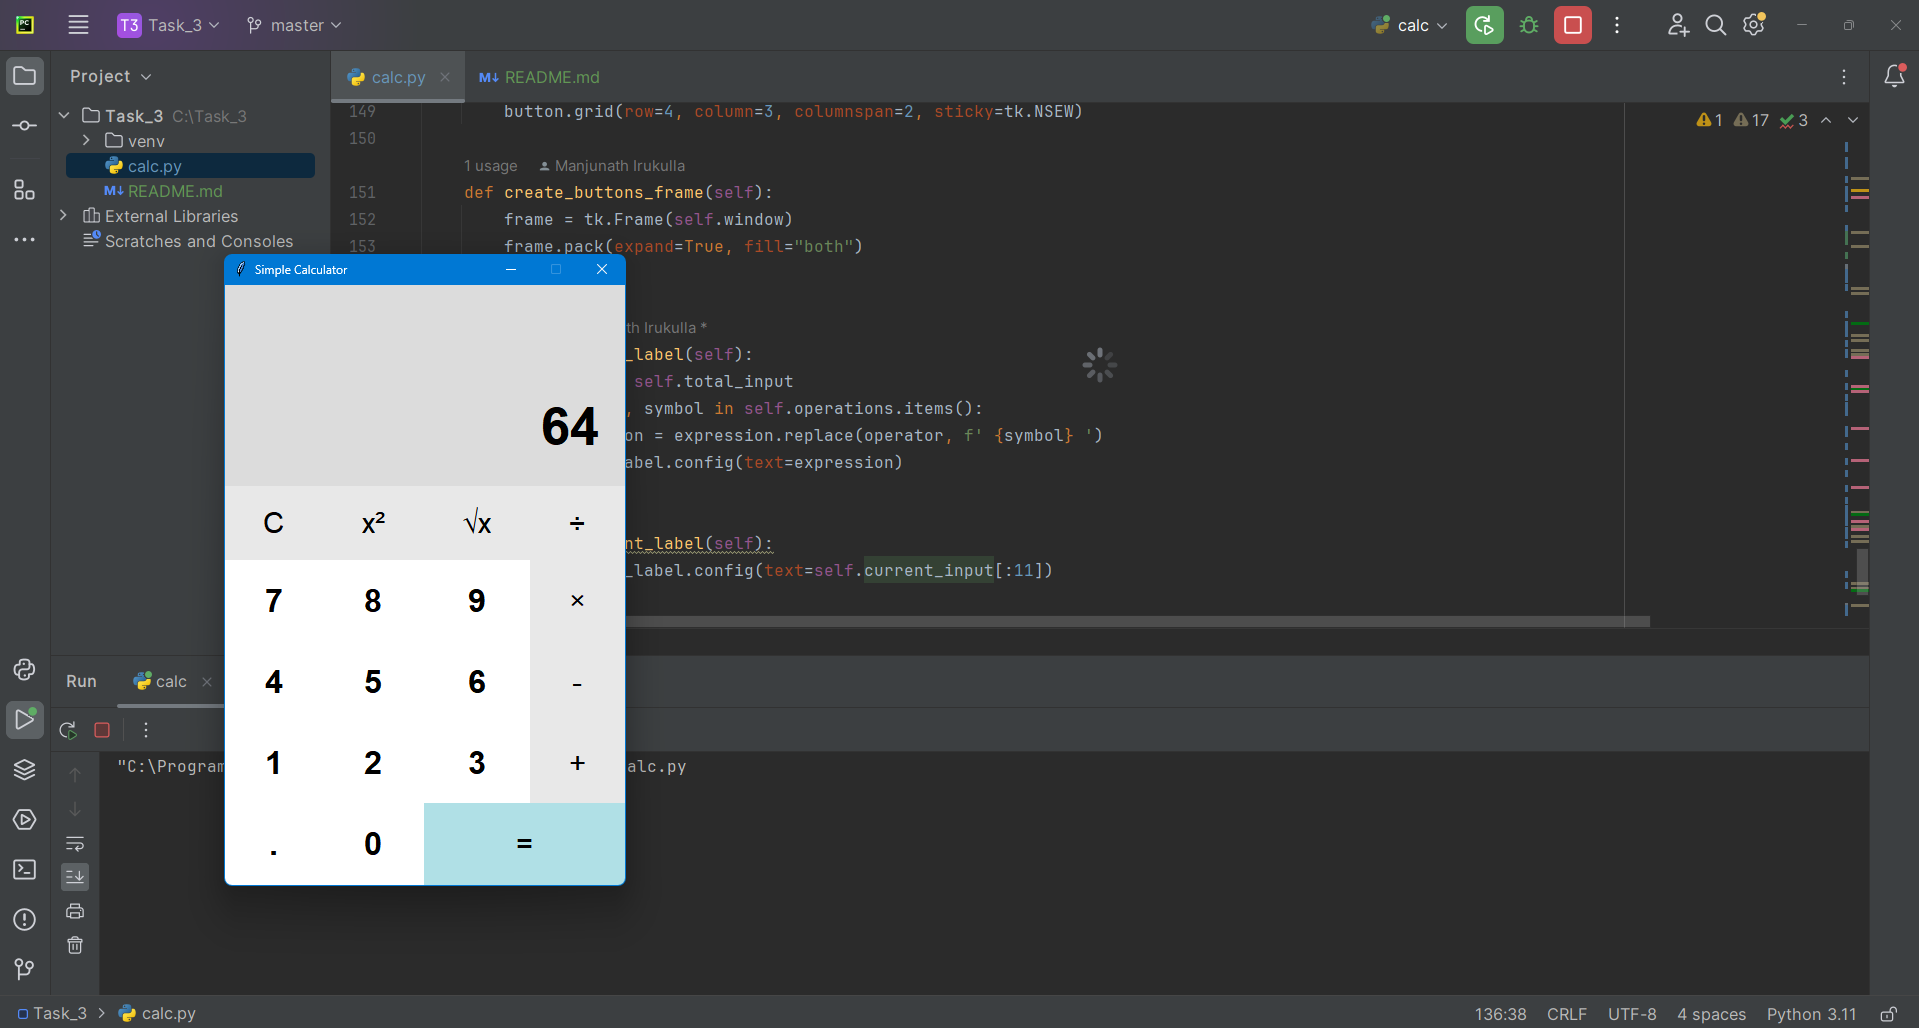 PC
T3 Task_3 master
calc
Project
calc.py
README.md
Task_3 C:\Task_3
venv
calc.py
README.md
External Libraries
Scratches and Consoles
1 17 3
149 button.grid(row=4, column=3, columnspan=2, sticky=tk.NSEW)
150
1 usage Manjunath Irukulla
151 def create_buttons_frame(self):
152 frame = tk.Frame(self.window)
153 frame.pack(expand=True, fill="both")
th Irukulla *
_label(self):
self.total_input
, symbol in self.operations.items():
on = expression.replace(operator, f' {symbol} ')
abel.config(text=expression)
nt_label(self):
_label.config(text=self.current_input[:11])
Simple Calculator
64
C x² √x ÷
7 8 9 ×
4 5 6 -
1 2 3 +
. 0 =
Run calc
"C:\Program
alc.py
Task_3 > calc.py
136:38 CRLF UTF-8 4 spaces Python 3.11